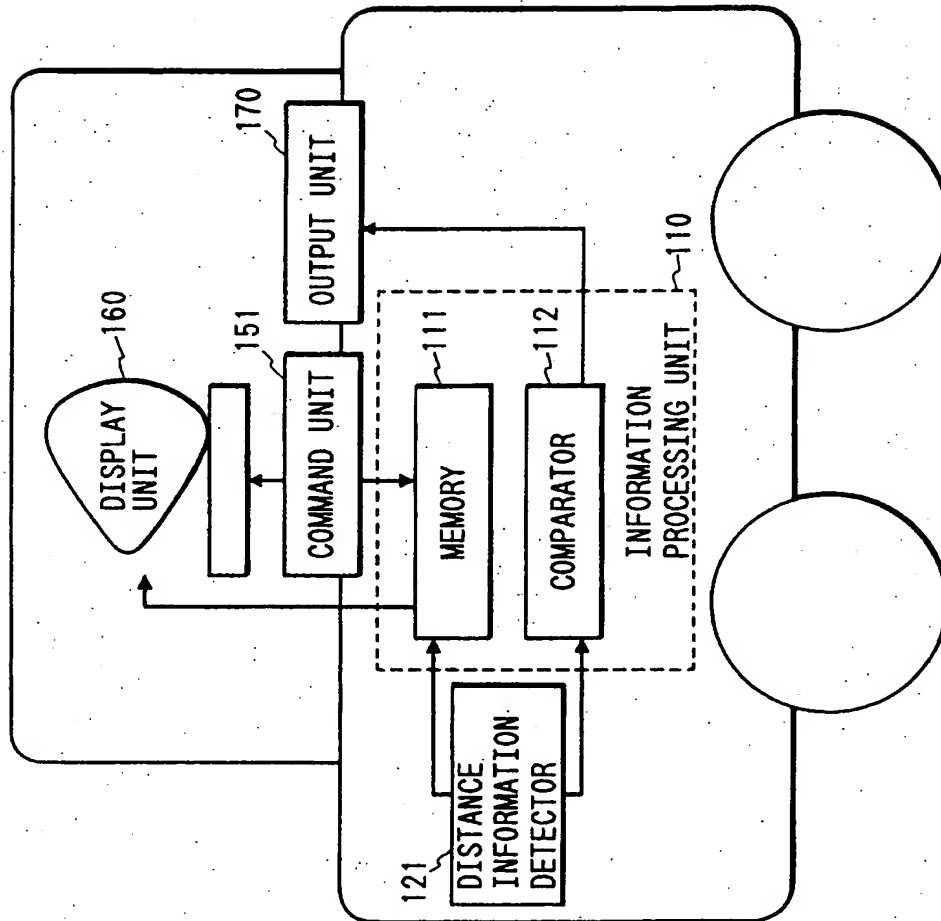 160
DISPLAY
UNIT
151
170
COMMAND UNIT
OUTPUT UNIT
121
DISTANCE
INFORMATION
DETECTOR
111
MEMORY
112
COMPARATOR
INFORMATION
PROCESSING UNIT
110